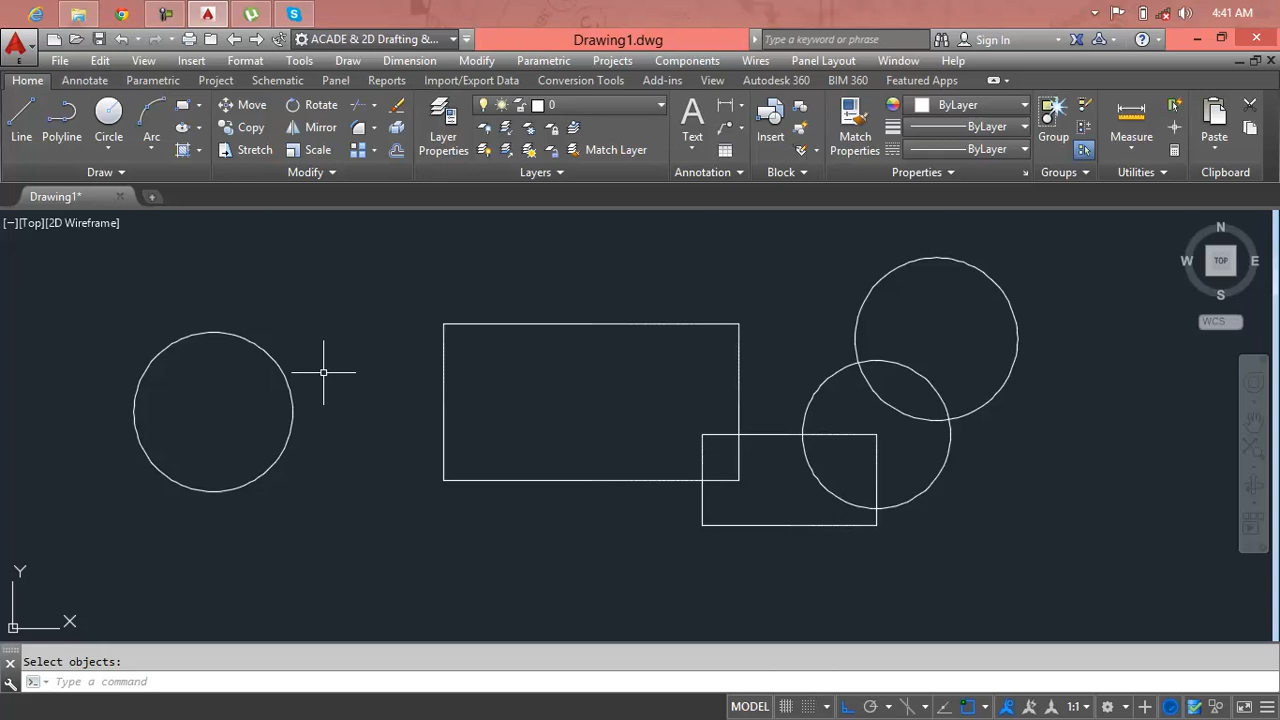 4:41 AM
ACADE & 2D Drafting &...
Drawing1.dwg
Type a keyword or phrase
Sign In
File Edit View Insert Format Tools Draw Dimension Modify Parametric Projects Components Wires Panel Layout Window Help
Home Annotate Parametric Project Schematic Panel Reports Import/Export Data Conversion Tools Add-ins View Autodesk 360 BIM 360 Featured Apps
Move Rotate 0 ByLayer
Line Polyline Circle Arc Copy Mirror Layer Properties Text Insert Match Properties ByLayer Group Measure Paste
Stretch Scale Match Layer ByLayer
Draw Modify Layers Annotation Block Properties Groups Utilities Clipboard
Drawing1*
[−][Top][2D Wireframe]
N
W TOP E
S
WCS
Y
X
Select objects:
Type a command
MODEL 1:1